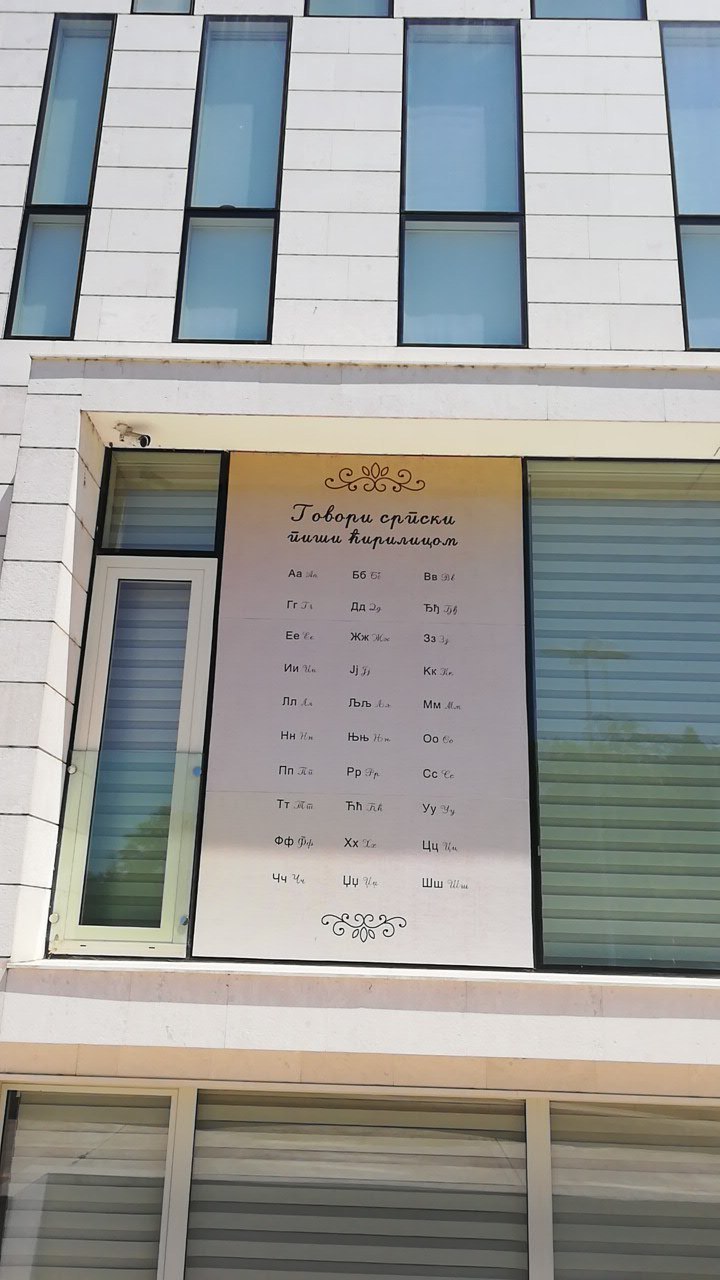 Говори српски
пиши ћирилицом
Аа Аа Бб Бб Вв Вв
Гг Гг Дд Дд Ђђ Ђђ
Ее Ее Жж Жж Зз Зз
Ии Ии Јј Јј Кк Кк
Лл Лл Љљ Љљ Мм Мм
Нн Нн Њњ Њњ Оо Оо
Пп Пп Рр Рр Сс Сс
Тт Тт Ћћ Ћћ Уу Уу
Фф Фф Хх Хх Цц Цц
Чч Чч Џџ Џџ Шш Шш